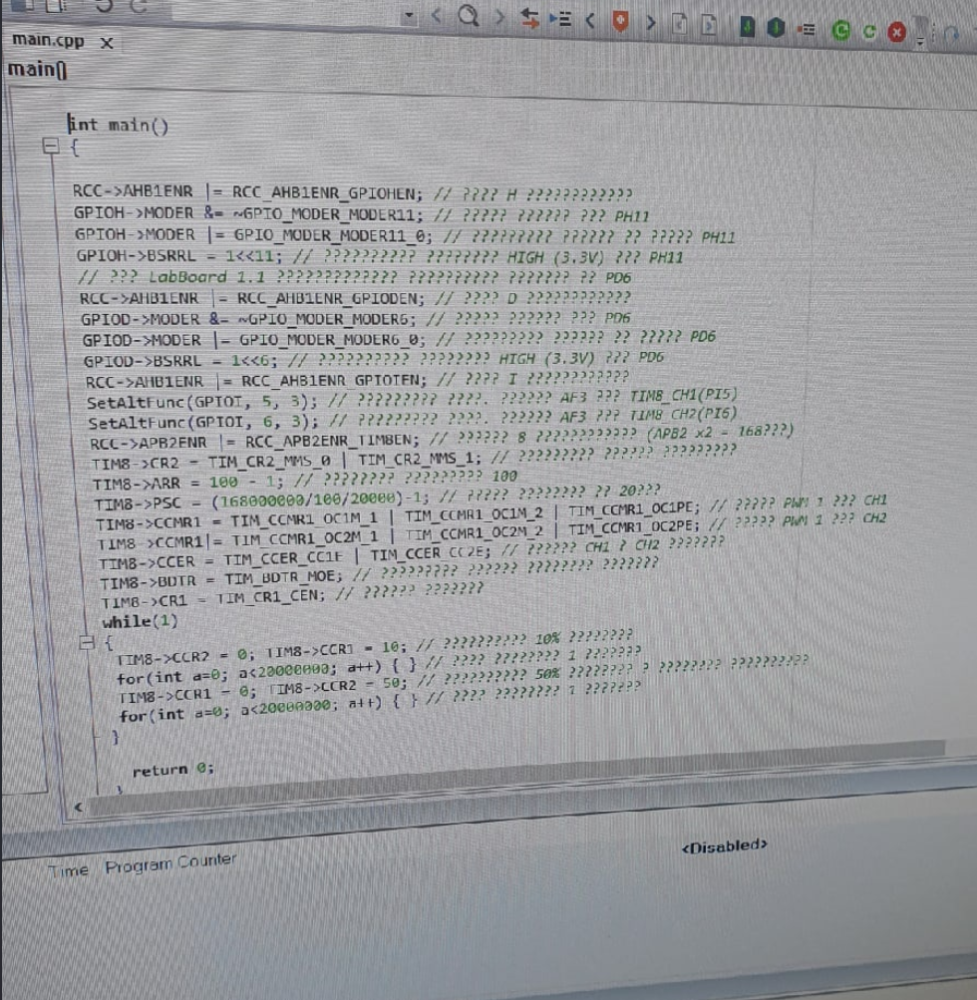 main.cpp x
main()
int main()
{
RCC->AHB1ENR |= RCC_AHB1ENR_GPIOHEN; // ???? H ????????????
GPIOH->MODER &= ~GPIO_MODER_MODER11; // ????? ?????? ??? PH11
GPIOH->MODER |= GPIO_MODER_MODER11_0; // ????????? ?????? ?? ????? PH11
GPIOH->BSRRL = 1<<11; // ?????????? ???????? HIGH (3.3V) ??? PH11
// ??? LabBoard 1.1 ????????????? ?????????? ??????? ?? PD6
RCC->AHB1ENR |= RCC_AHB1ENR_GPIODEN; // ???? D ????????????
GPIOD->MODER &= ~GPIO_MODER_MODER6; // ????? ?????? ??? PD6
GPIOD->MODER |= GPIO_MODER_MODER6_0; // ????????? ?????? ?? ????? PD6
GPIOD->BSRRL = 1<<6; // ?????????? ???????? HIGH (3.3V) ??? PD6
RCC->AHB1ENR |= RCC_AHB1ENR_GPIOIEN; // ???? I ????????????
SetAltFunc(GPIOI, 5, 3); // ????????? ????. ?????? AF3 ??? TIM8_CH1(PI5)
SetAltFunc(GPIOI, 6, 3); // ????????? ????. ?????? AF3 ??? TIM8_CH2(PI6)
RCC->APB2ENR |= RCC_APB2ENR_TIM8EN; // ?????? 8 ???????????? (APB2 x2 = 168???)
TIM8->CR2 = TIM_CR2_MMS_0 | TIM_CR2_MMS_1; // ????????? ?????? ?????????
TIM8->ARR = 100 - 1; // ???????? ????????? 100
TIM8->PSC = (168000000/100/20000)-1; // ????? ???????? ?? 20???
TIM8->CCMR1 = TIM_CCMR1_OC1M_1 | TIM_CCMR1_OC1M_2 | TIM_CCMR1_OC1PE; // ????? PWM 1 ??? CH1
TIM8->CCMR1|= TIM_CCMR1_OC2M_1 | TIM_CCMR1_OC2M_2 | TIM_CCMR1_OC2PE; // ????? PWM 1 ??? CH2
TIM8->CCER = TIM_CCER_CC1E | TIM_CCER_CC2E; // ?????? CH1 ? CH2 ???????
TIM8->BDTR = TIM_BDTR_MOE; // ????????? ?????? ???????? ???????
TIM8->CR1 = TIM_CR1_CEN; // ?????? ???????
while(1)
{
TIM8->CCR2 = 0; TIM8->CCR1 = 10; // ?????????? 10% ????????
for(int a=0; a<20000000; a++) { } // ???? ???????? 1 ???????
TIM8->CCR1 = 0; TIM8->CCR2 = 50; // ?????????? 50% ???????? ? ???????? ??????????
for(int a=0; a<20000000; a++) { } // ???? ???????? 1 ???????
}
return 0;
}
Time Program Counter
<Disabled>